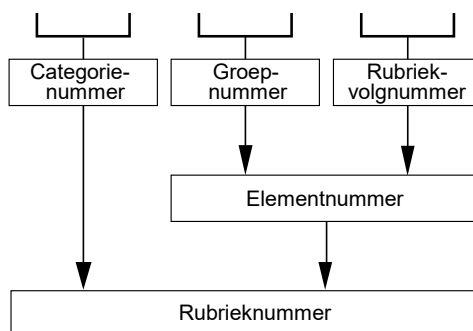 Categorie-
nummer
Groep-
nummer
Rubriek-
volgnummer
Elementnummer
Rubrieknummer